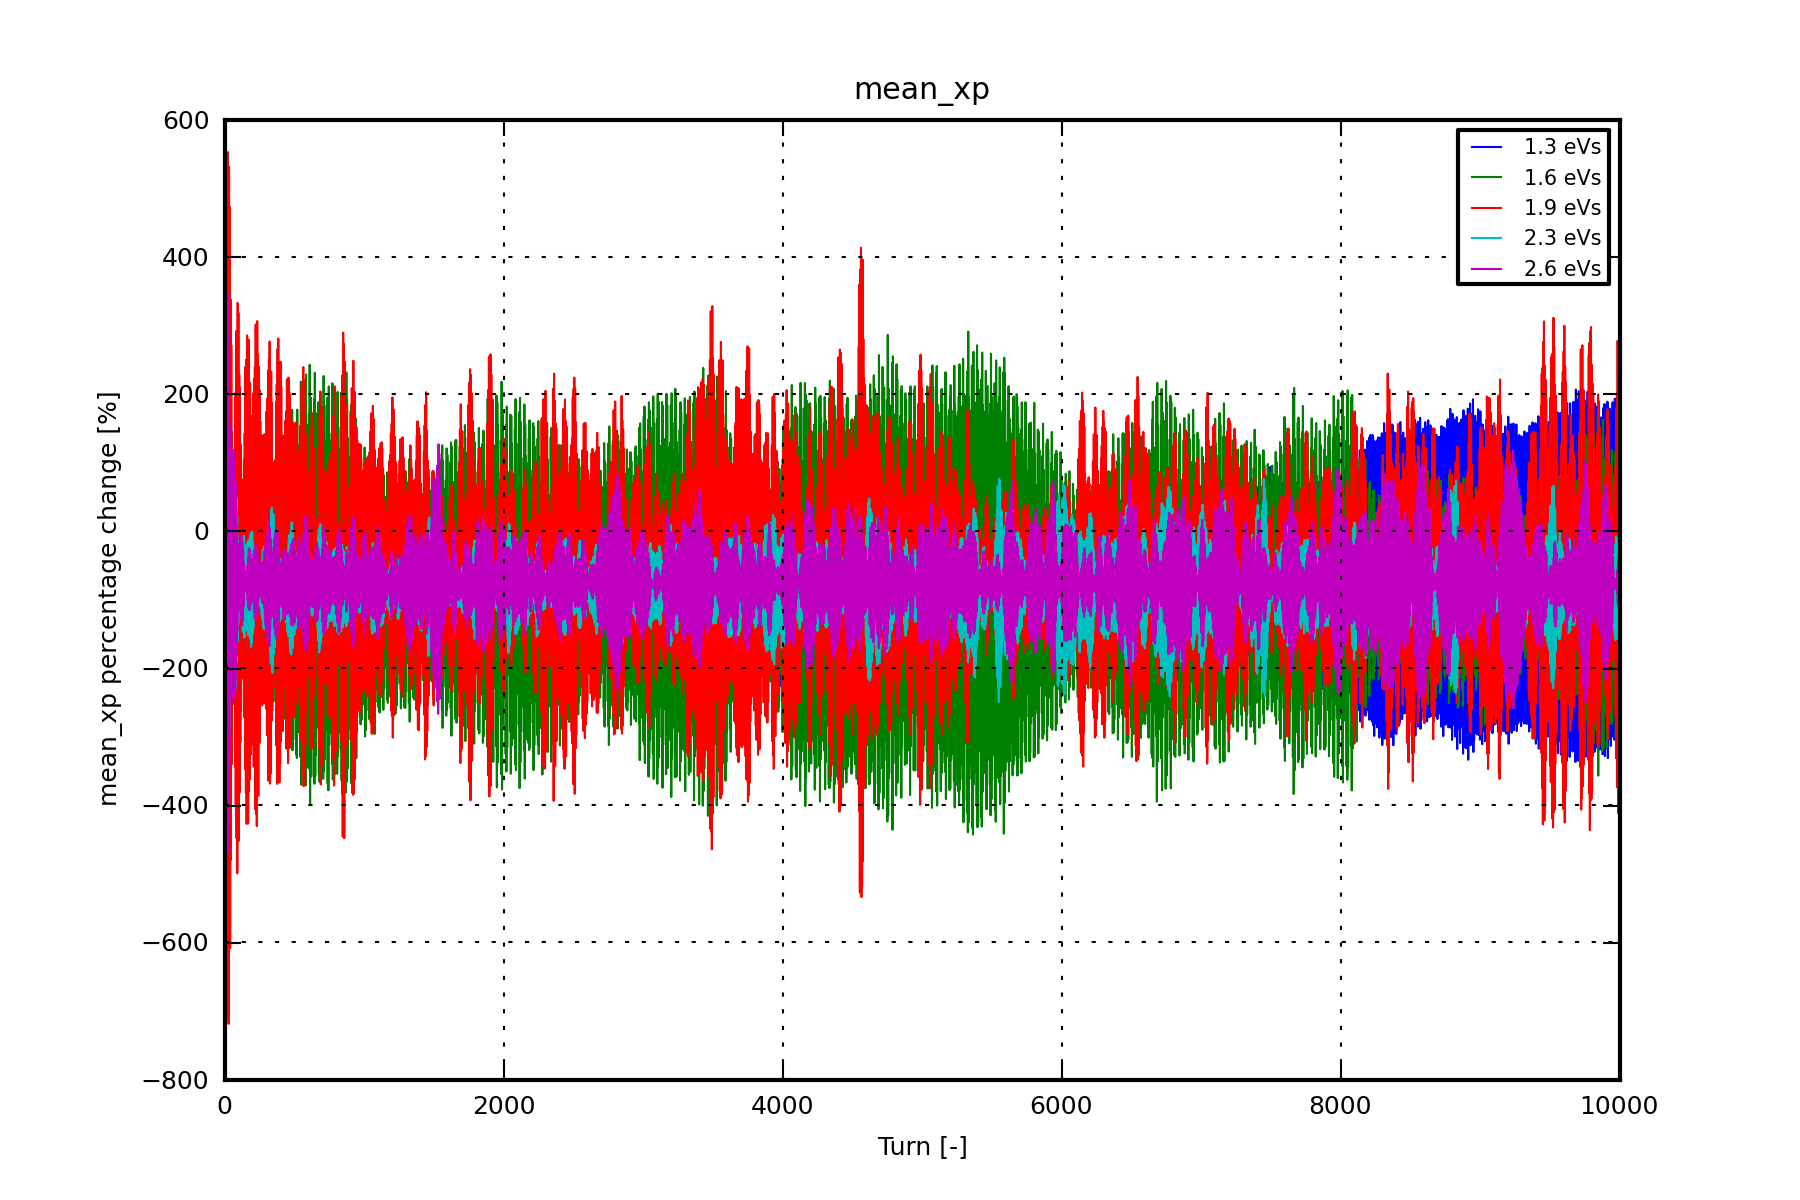 mean_xp
600
400
200
0
−200
−400
−600
−800
mean_xp percentage change [%]
1.3 eVs
1.6 eVs
1.9 eVs
2.3 eVs
2.6 eVs
0 2000 4000 6000 8000 10000
Turn [-]